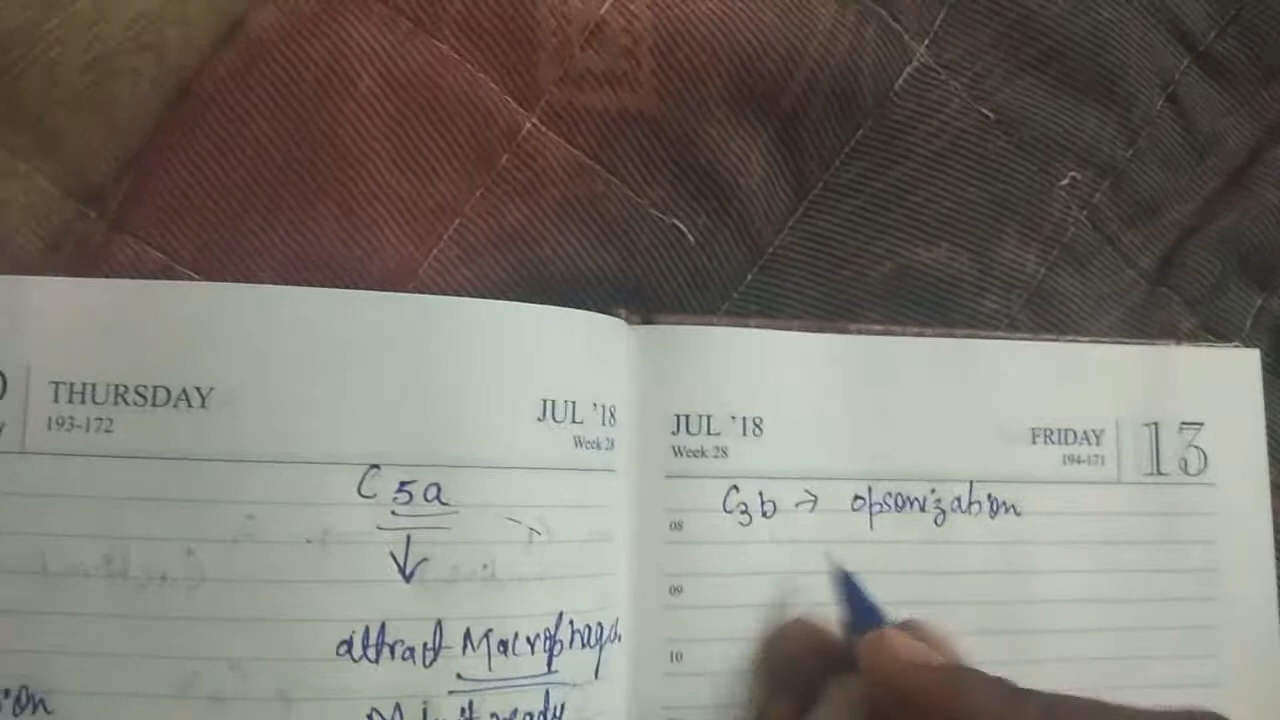 THURSDAY
193-172
JUL '18
Week 28
C 5a
↓
attract Macrophage.
JUL '18
Week 28
FRIDAY
194-171
13
C3b → opsonization
08
09
10